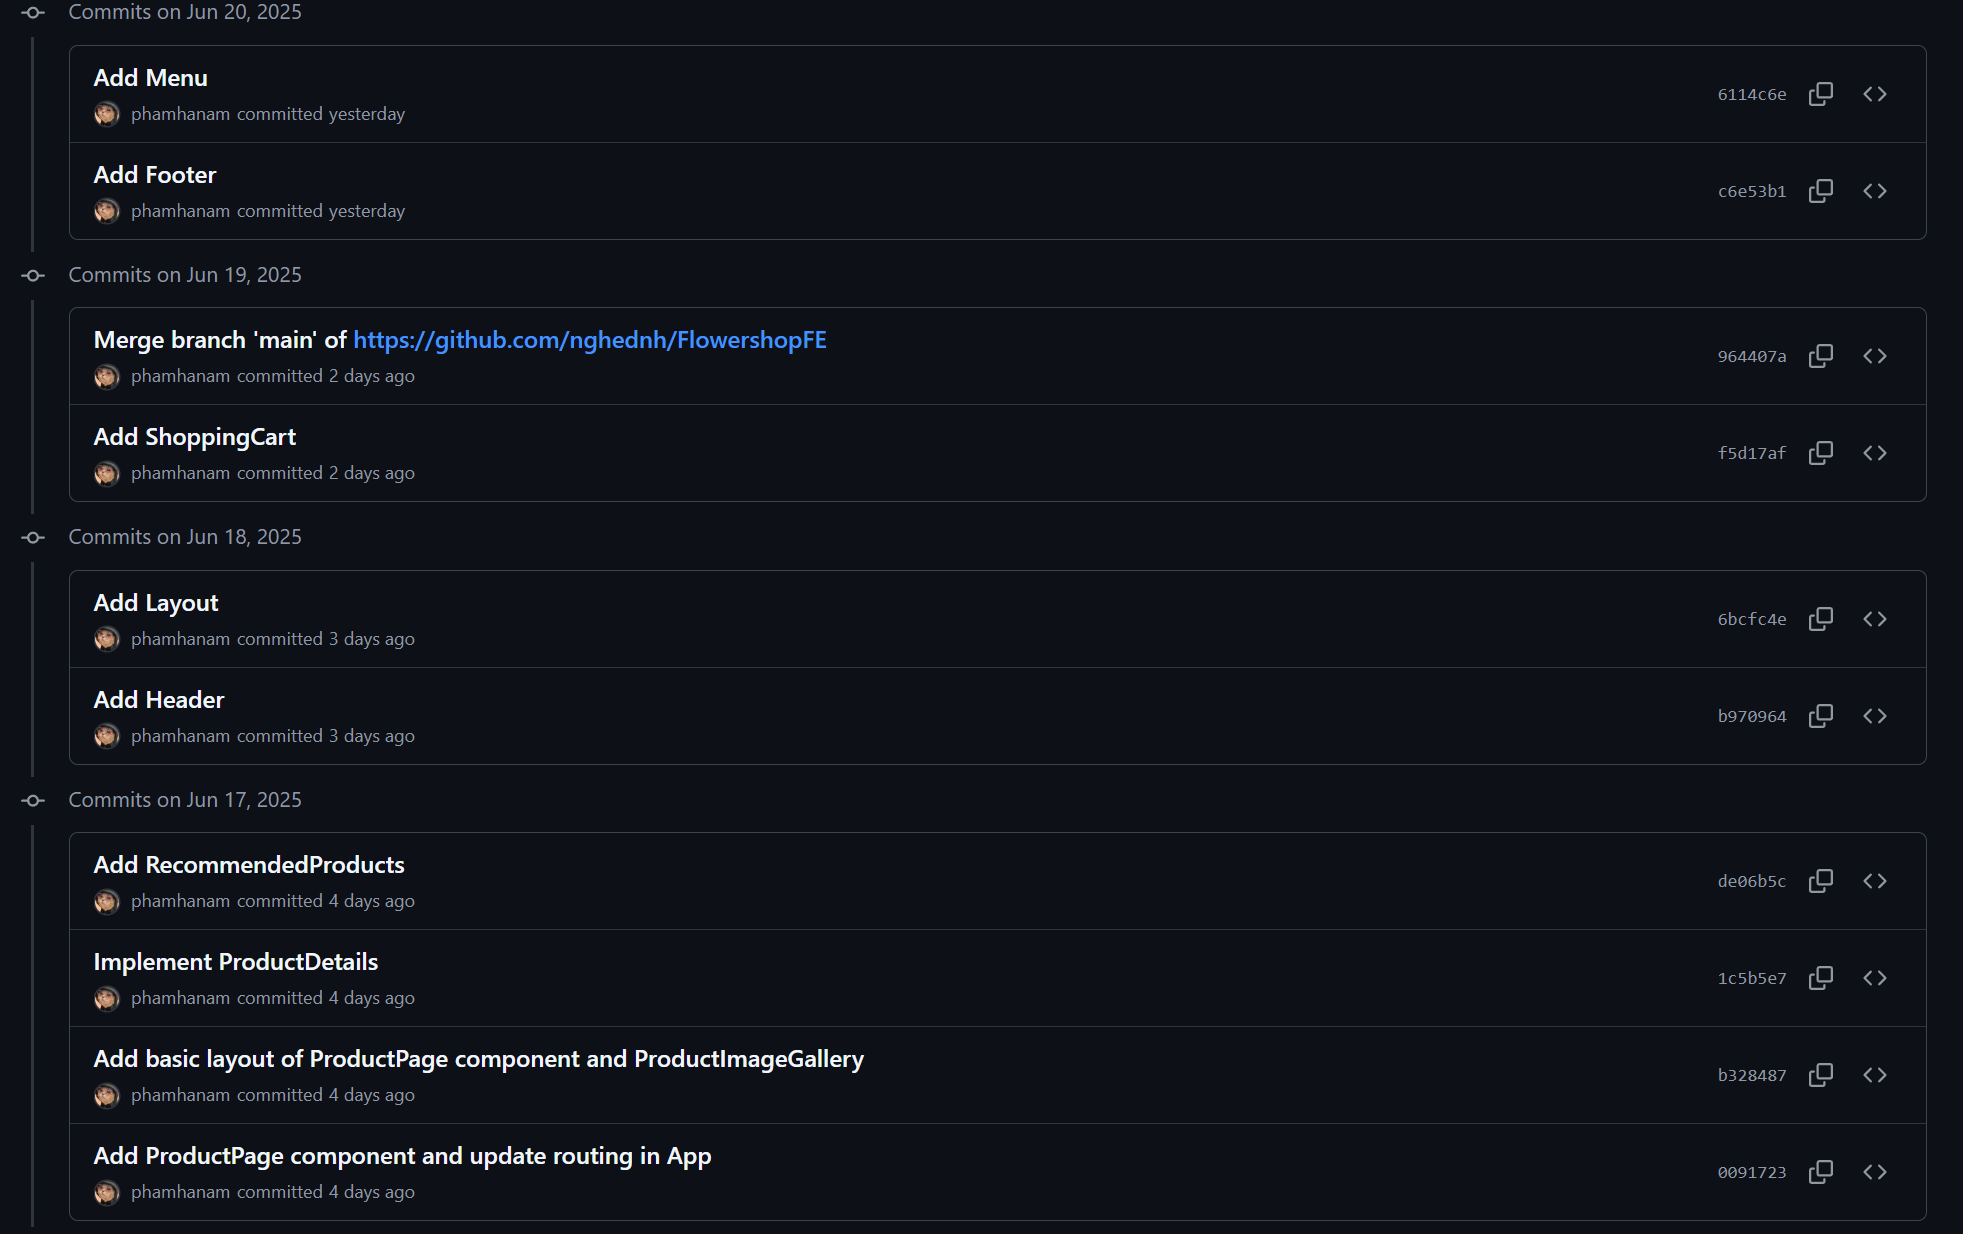 Commits on Jun 20, 2025
Add Menu
phamhanam committed yesterday
6114c6e
Add Footer
phamhanam committed yesterday
c6e53b1
Commits on Jun 19, 2025
Merge branch 'main' of https://github.com/nghednh/FlowershopFE
phamhanam committed 2 days ago
964407a
Add ShoppingCart
phamhanam committed 2 days ago
f5d17af
Commits on Jun 18, 2025
Add Layout
phamhanam committed 3 days ago
6bcfc4e
Add Header
phamhanam committed 3 days ago
b970964
Commits on Jun 17, 2025
Add RecommendedProducts
phamhanam committed 4 days ago
de06b5c
Implement ProductDetails
phamhanam committed 4 days ago
1c5b5e7
Add basic layout of ProductPage component and ProductImageGallery
phamhanam committed 4 days ago
b328487
Add ProductPage component and update routing in App
phamhanam committed 4 days ago
0091723